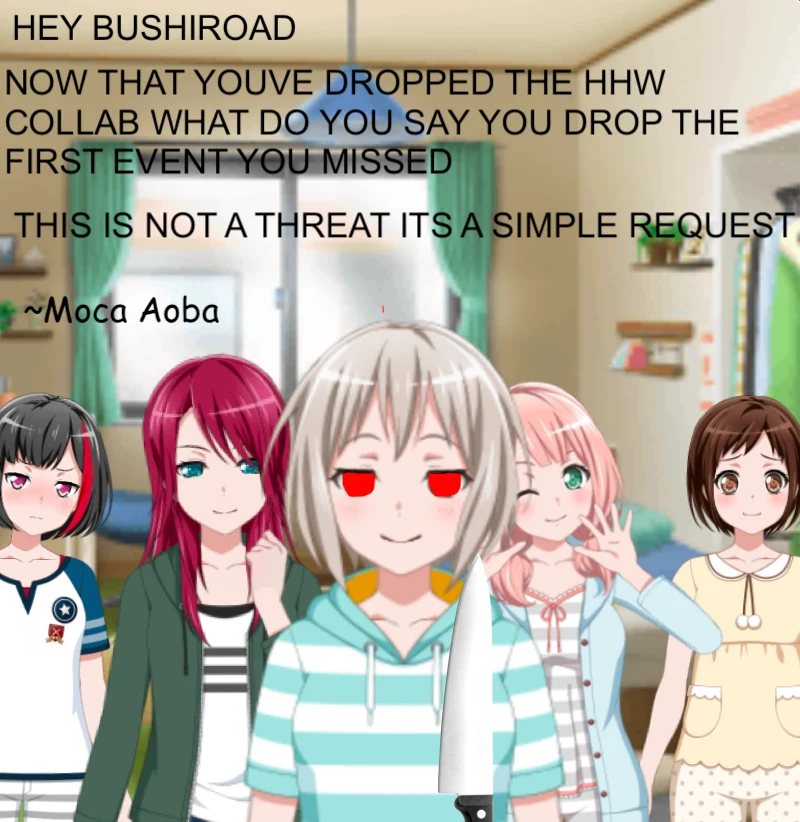 HEY BUSHIROAD
NOW THAT YOUVE DROPPED THE HHW
COLLAB WHAT DO YOU SAY YOU DROP THE
FIRST EVENT YOU MISSED
THIS IS NOT A THREAT ITS A SIMPLE REQUEST
~Moca Aoba